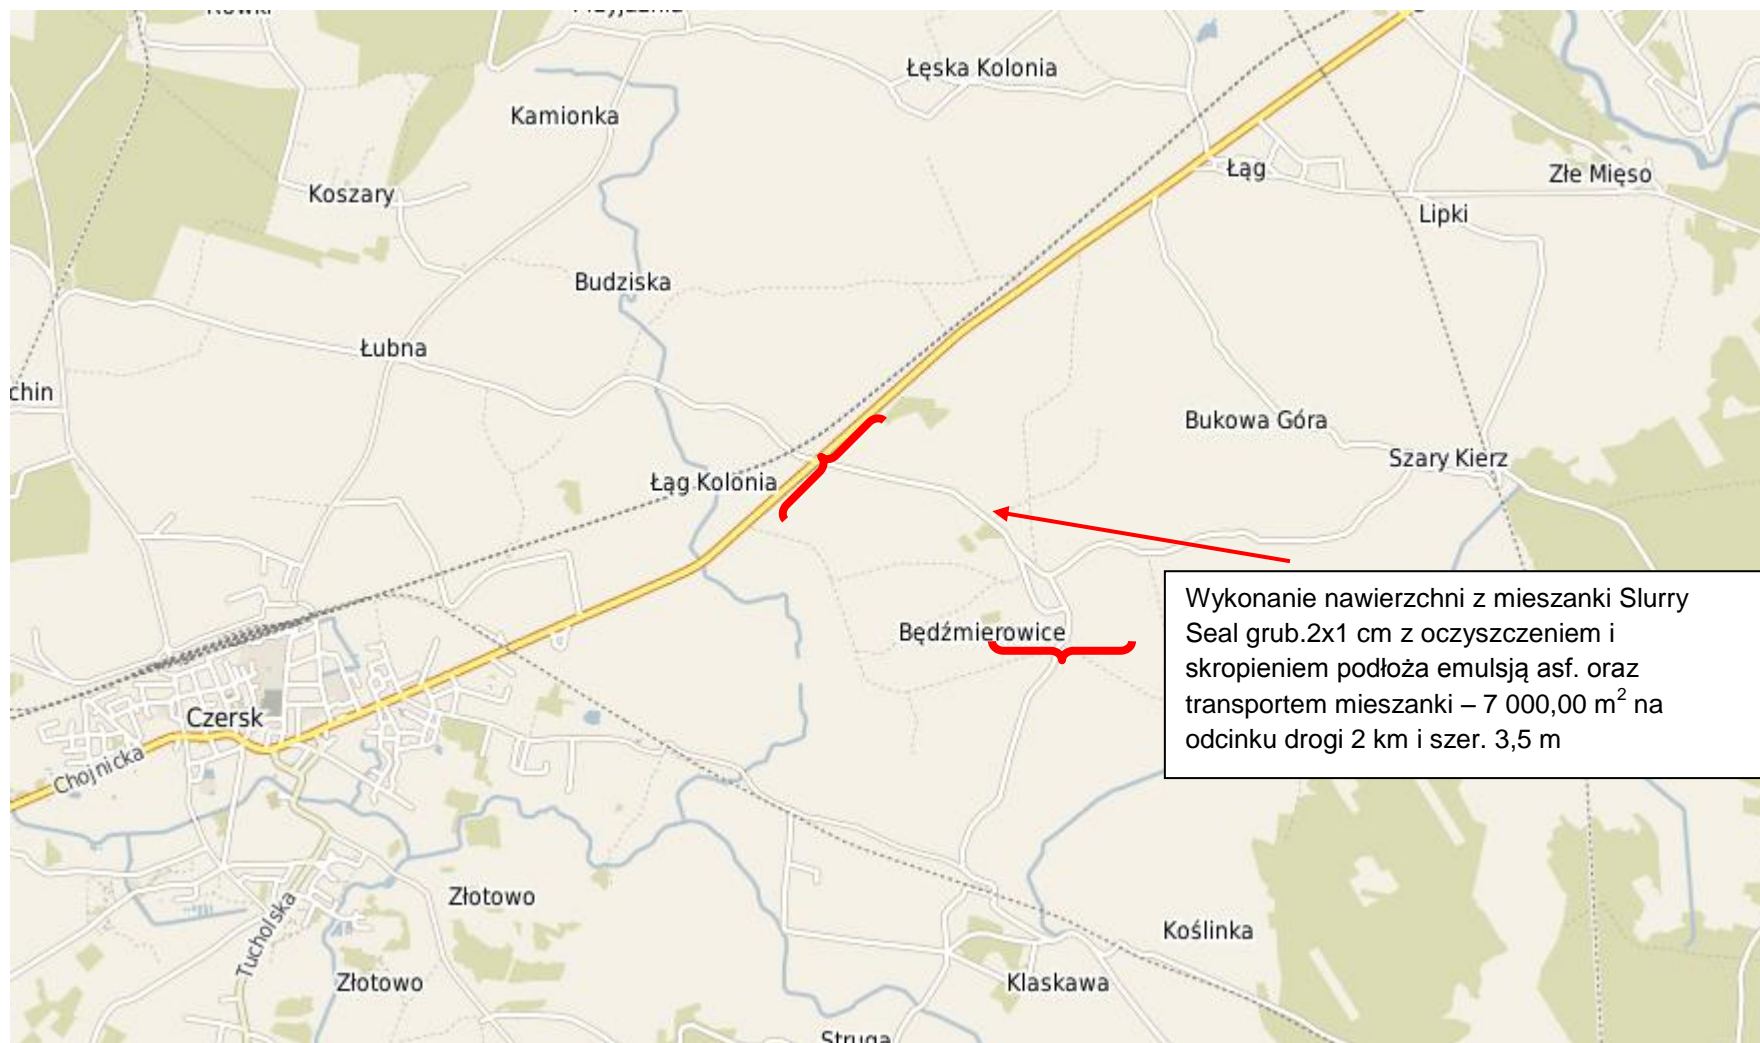 Łęska Kolonia
Kamionka
Łąg
Złe Mięso
Koszary
Lipki
Budziska
Łubna
chin
Bukowa Góra
Szary Kierz
Łąg Kolonia
Będźmierowice
Wykonanie nawierzchni z mieszanki Slurry
Seal grub.2x1 cm z oczyszczeniem i
skropieniem podłoża emulsją asf. oraz
transportem mieszanki – 7 000,00 m² na
odcinku drogi 2 km i szer. 3,5 m
Czersk
Chojnicka
Złotowo
Tucholska
Koślinka
Złotowo
Klaskawa
Struga